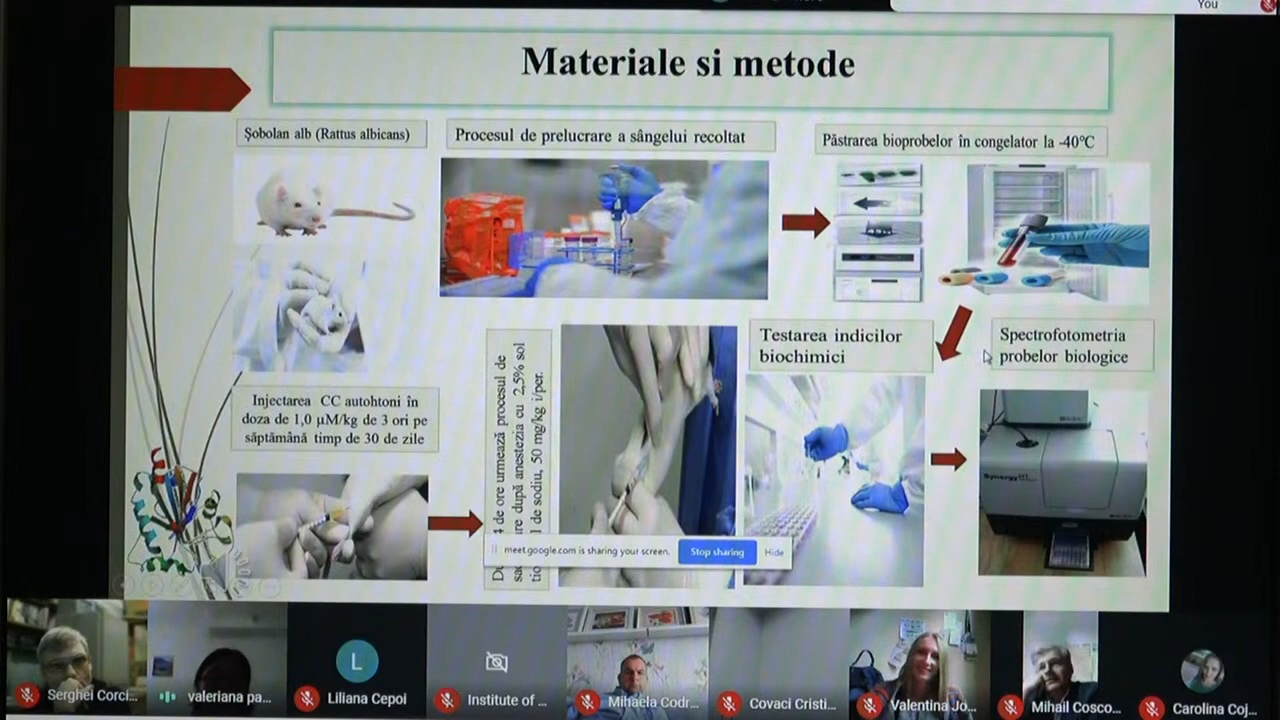 You
Materiale si metode
Şobolan alb (Rattus albicans)
Procesul de prelucrare a sângelui recoltat
Păstrarea bioprobelor în congelator la -40°C
Injectarea CC autohtoni în
doza de 1,0 µM/kg de 3 ori pe
săptămână timp de 30 de zile
4 de ore urmează procesul de
re după anestezia cu 2,5% sol
l de sodiu, 50 mg/kg i/per.
Testarea indicilor
biochimici
Spectrofotometria
probelor biologice
Synergy H1
meet.google.com is sharing your screen.
Stop sharing
Hide
L
Serghei Corci...
valeriana pa...
Liliana Cepoi
Institute of ...
Mihaela Codr...
Covaci Cristi...
Valentina Jo...
Mihail Cosco...
Carolina Coj...